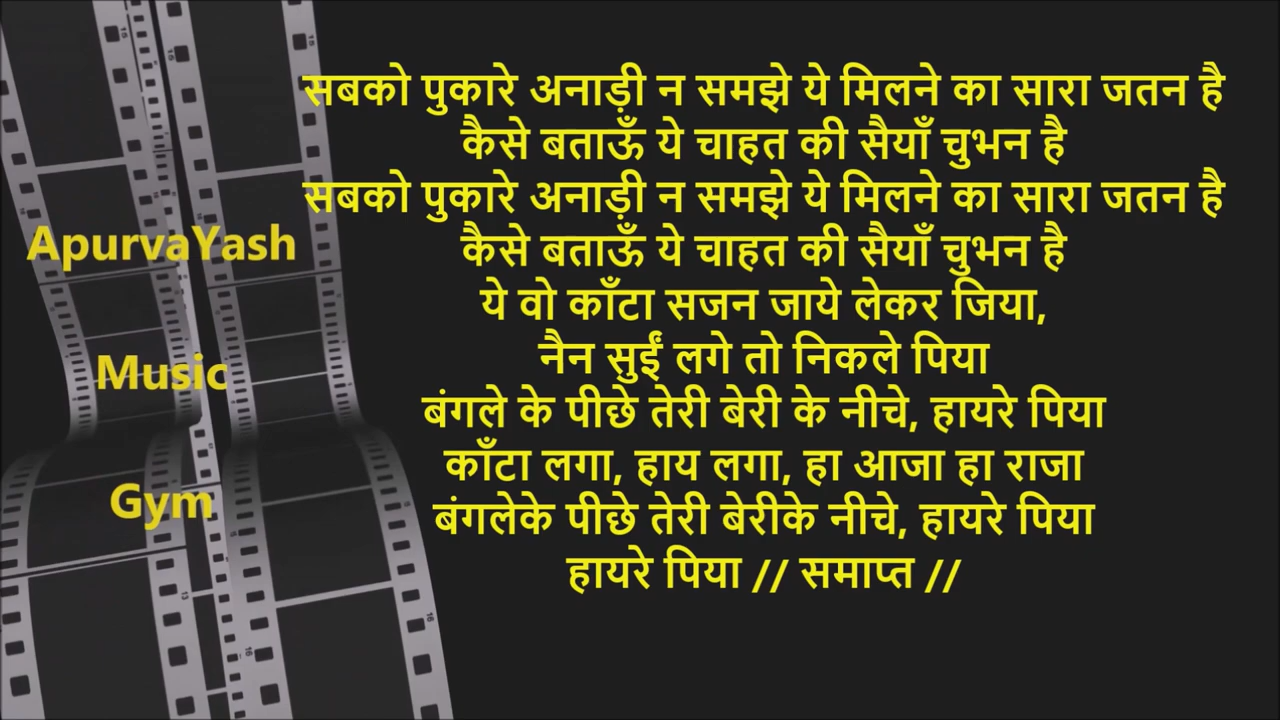 सबको पुकारे अनाड़ी न समझे ये मिलने का सारा जतन है
कैसे बताऊँ ये चाहत की सैयाँ चुभन है
सबको पुकारे अनाड़ी न समझे ये मिलने का सारा जतन है
कैसे बताऊँ ये चाहत की सैयाँ चुभन है
ये वो काँटा सजन जाये लेकर जिया,
नैन सुईं लगे तो निकले पिया
बंगले के पीछे तेरी बेरी के नीचे, हायरे पिया
काँटा लगा, हाय लगा, हा आजा हा राजा
बंगलेके पीछे तेरी बेरीके नीचे, हायरे पिया
हायरे पिया // समाप्त //
ApurvaYash
Music
Gym